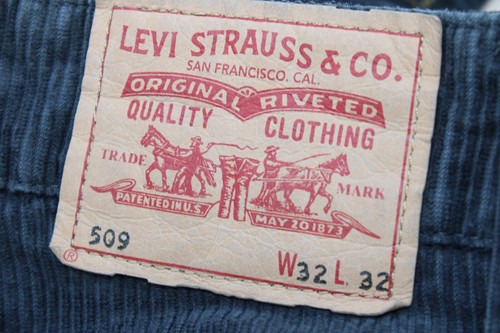 LEVI STRAUSS & CO.
SAN FRANCISCO. CAL.
ORIGINAL RIVETED
QUALITY CLOTHING
TRADE MARK
PATENTED IN U.S. MAY 20 1873
509 W32 L 32
®